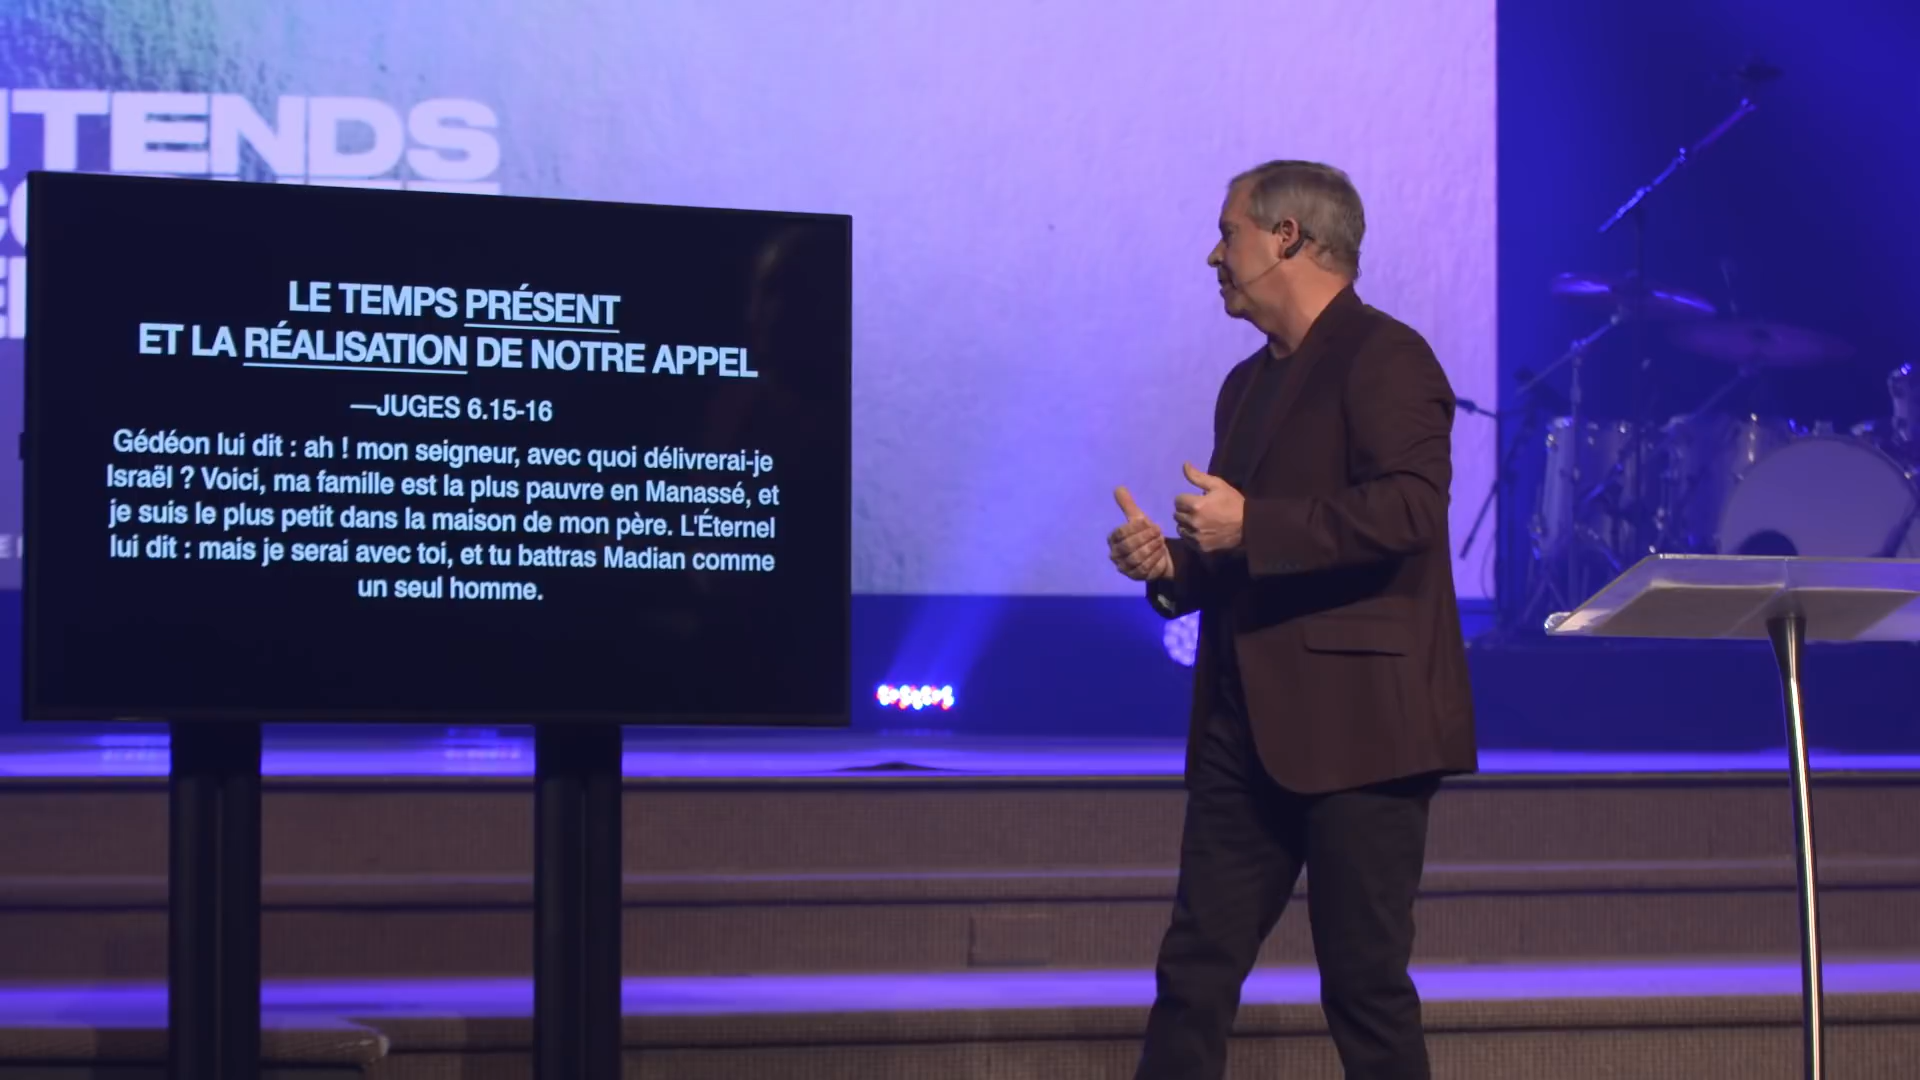 TENDS
LE TEMPS PRÉSENT
ET LA RÉALISATION DE NOTRE APPEL
—JUGES 6.15-16
Gédéon lui dit : ah ! mon seigneur, avec quoi délivrerai-je
Israël ? Voici, ma famille est la plus pauvre en Manassé, et
je suis le plus petit dans la maison de mon père. L'Éternel
lui dit : mais je serai avec toi, et tu battras Madian comme
un seul homme.